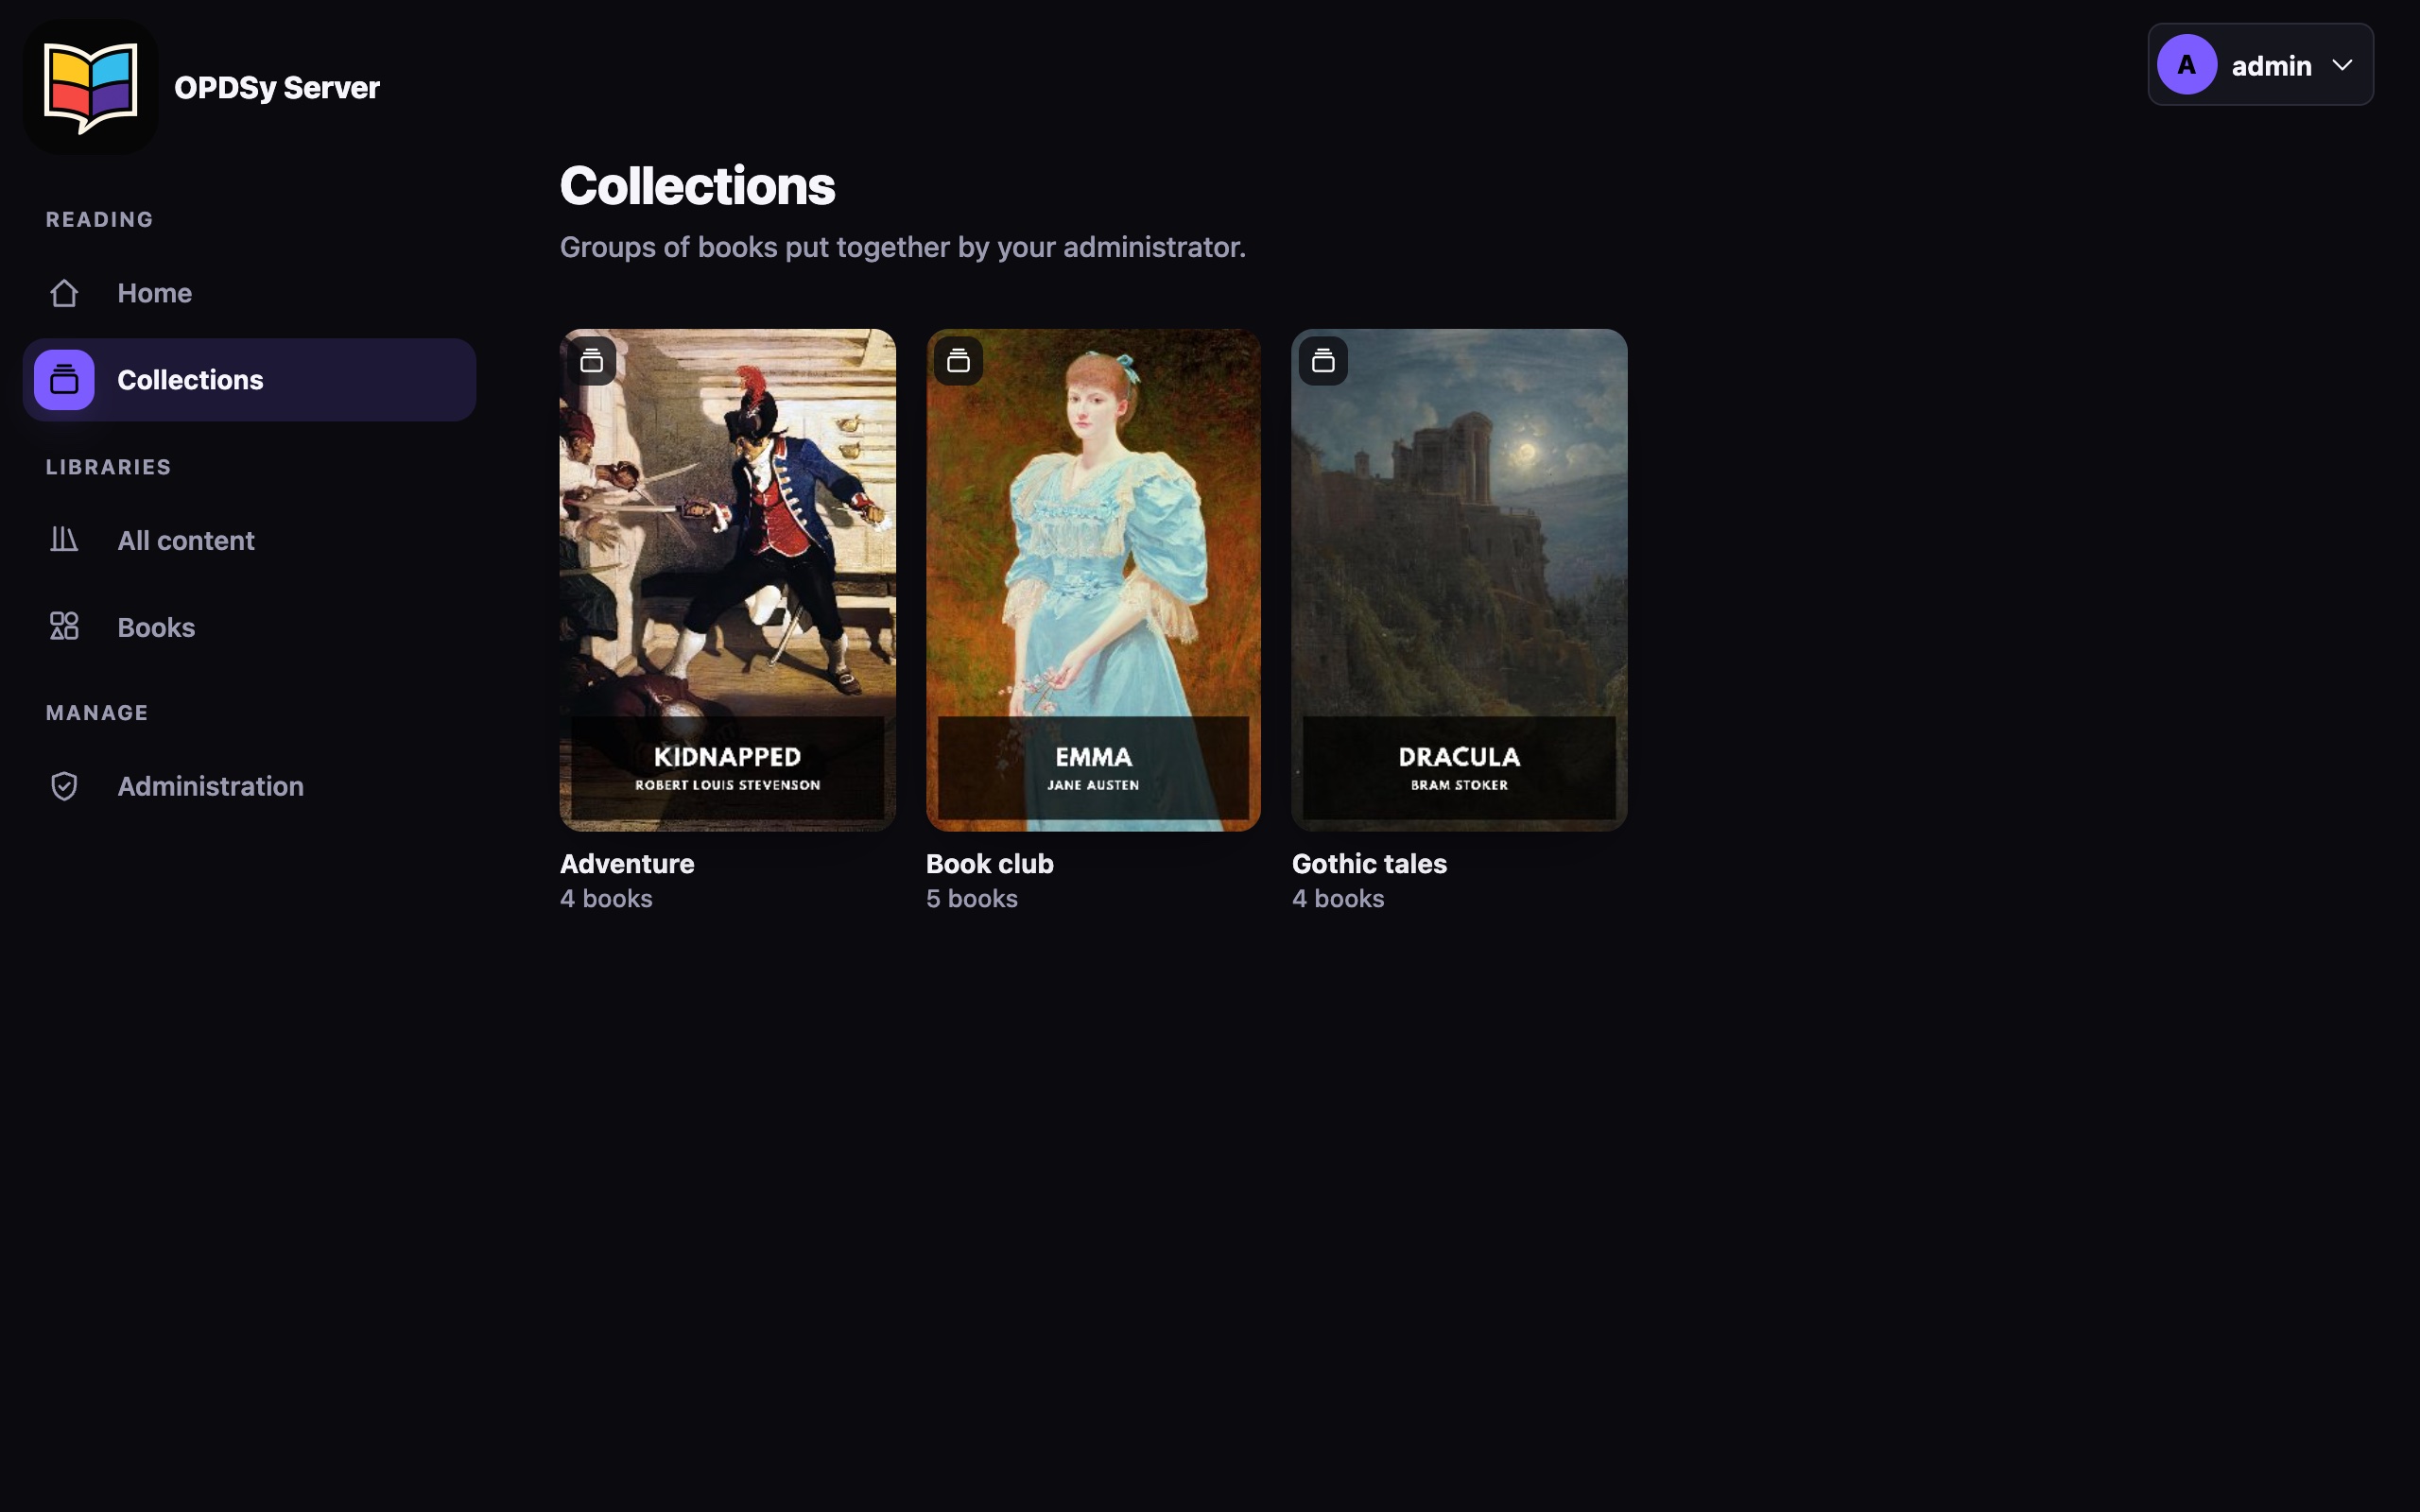 OPDSy Server
A
admin
READING
Home
Collections
LIBRARIES
All content
Books
MANAGE
Administration
Collections
Groups of books put together by your administrator.
KIDNAPPED
ROBERT LOUIS STEVENSON
Adventure
4 books
EMMA
JANE AUSTEN
Book club
5 books
DRACULA
BRAM STOKER
Gothic tales
4 books